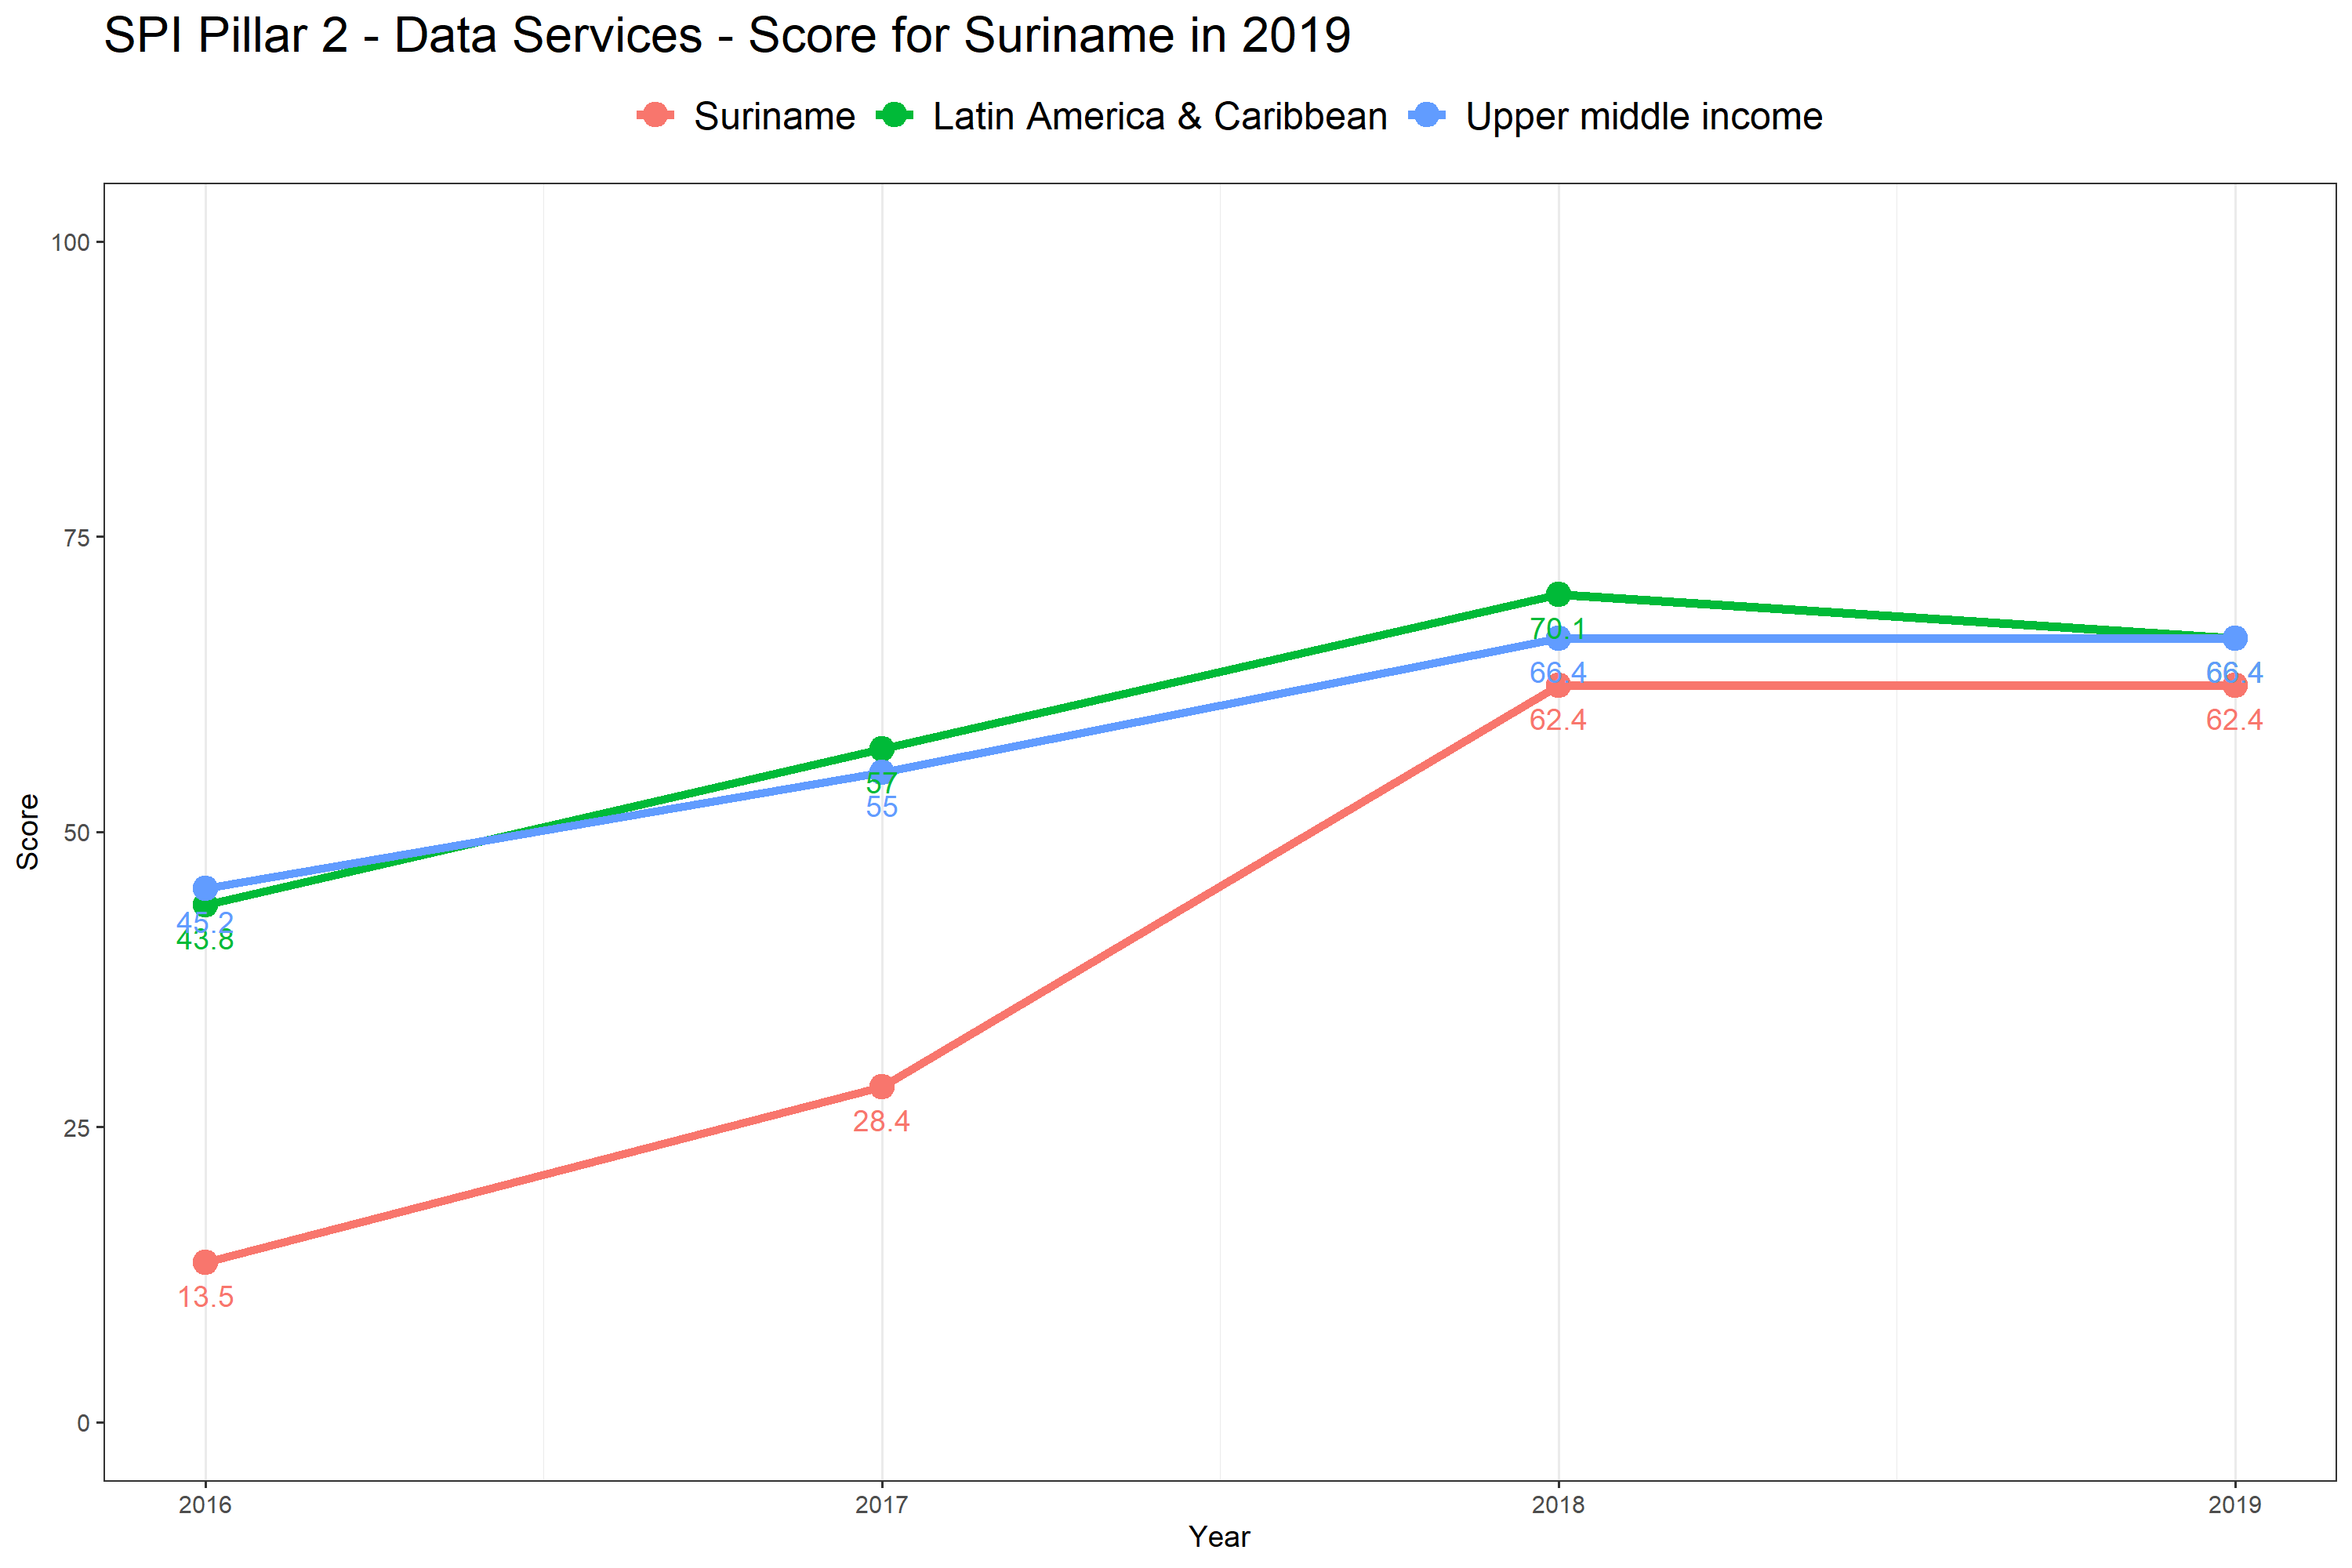 SPI Pillar 2 - Data Services - Score for Suriname in 2019
Suriname Latin America & Caribbean Upper middle income
100
75
70.1
66.4 66.4
62.4 62.4
57
55
50
Score
45.2
43.8
28.4
25
13.5
0
2016 2017 2018 2019
Year